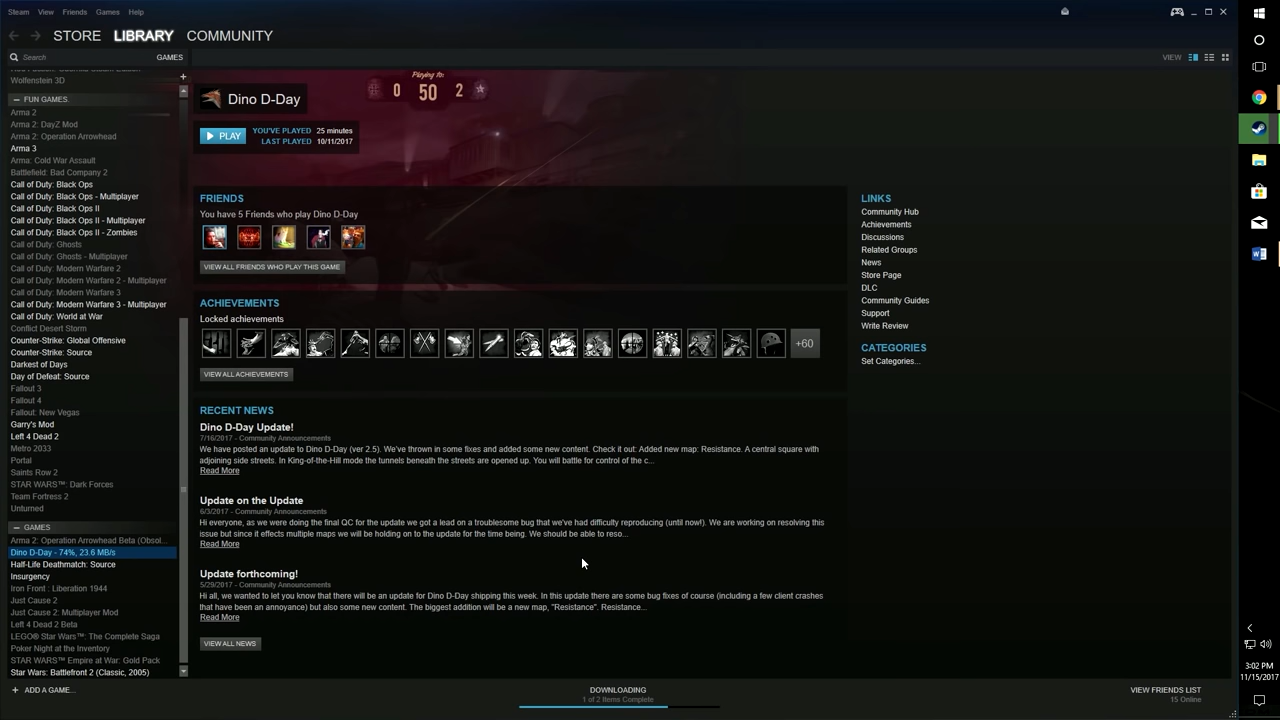 Steam View Friends Games Help
STORE LIBRARY COMMUNITY
Search GAMES VIEW
Wolfenstein 3D
FUN GAMES
Arma 2
Arma 2: DayZ Mod
Arma 2: Operation Arrowhead
Arma 3
Arma: Cold War Assault
Battlefield: Bad Company 2
Call of Duty: Black Ops
Call of Duty: Black Ops - Multiplayer
Call of Duty: Black Ops II
Call of Duty: Black Ops II - Multiplayer
Call of Duty: Black Ops II - Zombies
Call of Duty: Ghosts
Call of Duty: Ghosts - Multiplayer
Call of Duty: Modern Warfare 2
Call of Duty: Modern Warfare 2 - Multiplayer
Call of Duty: Modern Warfare 3
Call of Duty: Modern Warfare 3 - Multiplayer
Call of Duty: World at War
Conflict Desert Storm
Counter-Strike: Global Offensive
Counter-Strike: Source
Darkest of Days
Day of Defeat: Source
Fallout 3
Fallout 4
Fallout: New Vegas
Garry's Mod
Left 4 Dead 2
Metro 2033
Portal
Saints Row 2
STAR WARS™: Dark Forces
Team Fortress 2
Unturned
GAMES
Arma 2: Operation Arrowhead Beta (Obsol...
Dino D-Day - 74%, 23.6 MB/s
Half-Life Deathmatch: Source
Insurgency
Iron Front : Liberation 1944
Just Cause 2
Just Cause 2: Multiplayer Mod
Left 4 Dead 2 Beta
LEGO® Star Wars™: The Complete Saga
Poker Night at the Inventory
STAR WARS™ Empire at War: Gold Pack
Star Wars: Battlefront 2 (Classic, 2005)
+ ADD A GAME...
Playing to:
0 50 2
Dino D-Day
PLAY
YOU'VE PLAYED 25 minutes
LAST PLAYED 10/11/2017
FRIENDS
You have 5 Friends who play Dino D-Day
VIEW ALL FRIENDS WHO PLAY THIS GAME
ACHIEVEMENTS
Locked achievements
+60
VIEW ALL ACHIEVEMENTS
RECENT NEWS
Dino D-Day Update!
7/16/2017 - Community Announcements
We have posted an update to Dino D-Day (ver 2.5). We've thrown in some fixes and added some new content. Check it out: Added new map: Resistance. A central square with
adjoining side streets. In King-of-the-Hill mode the tunnels beneath the streets are opened up. You will battle for control of the c...
Read More
Update on the Update
6/3/2017 - Community Announcements
Hi everyone, as we were doing the final QC for the update we got a lead on a troublesome bug that we've had difficulty reproducing (until now!). We are working on resolving this
issue but since it effects multiple maps we will be holding on to the update for the time being. We should be able to reso...
Read More
Update forthcoming!
5/29/2017 - Community Announcements
Hi all, we wanted to let you know that there will be an update for Dino D-Day shipping this week. In this update there are some bug fixes of course (including a few client crashes
that have been an annoyance) but also some new content. The biggest addition will be a new map, "Resistance". Resistance...
Read More
VIEW ALL NEWS
LINKS
Community Hub
Achievements
Discussions
Related Groups
News
Store Page
DLC
Community Guides
Support
Write Review
CATEGORIES
Set Categories...
DOWNLOADING
1 of 2 Items Complete
VIEW FRIENDS LIST
15 Online
3:02 PM
11/15/2017